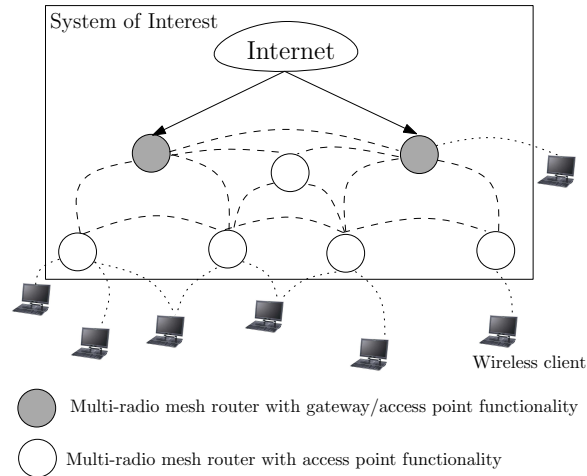 System of Interest
Internet
Wireless client
Multi-radio mesh router with gateway/access point functionality
Multi-radio mesh router with access point functionality